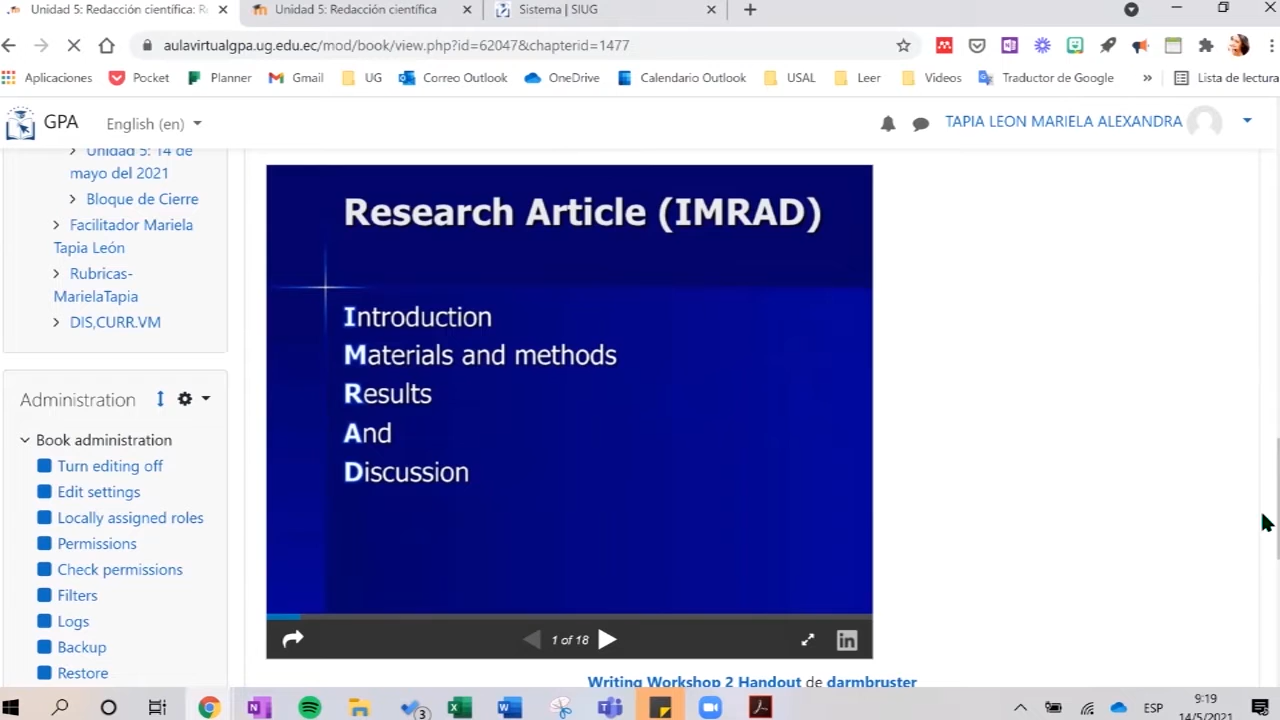 Unidad 5: Redacción científica: R
Unidad 5: Redacción científica
Sistema | SIUG
aulavirtualgpa.ug.edu.ec/mod/book/view.php?id=62047&chapterid=1477
Aplicaciones
Pocket
Planner
Gmail
UG
Correo Outlook
OneDrive
Calendario Outlook
USAL
Leer
Videos
Traductor de Google
»
Lista de lectura
GPA
English (en)
TAPIA LEON MARIELA ALEXANDRA
Unidad 5: 14 de
mayo del 2021
Bloque de Cierre
Facilitador Mariela
Tapia León
Rubricas-
MarielaTapia
DIS,CURR.VM
Administration
Book administration
Turn editing off
Edit settings
Locally assigned roles
Permissions
Check permissions
Filters
Logs
Backup
Restore
Research Article (IMRAD)
Introduction
Materials and methods
Results
And
Discussion
1 of 18
in
Writing Workshop 2 Handout de darmbruster
3
ESP
9:19
14/5/2021